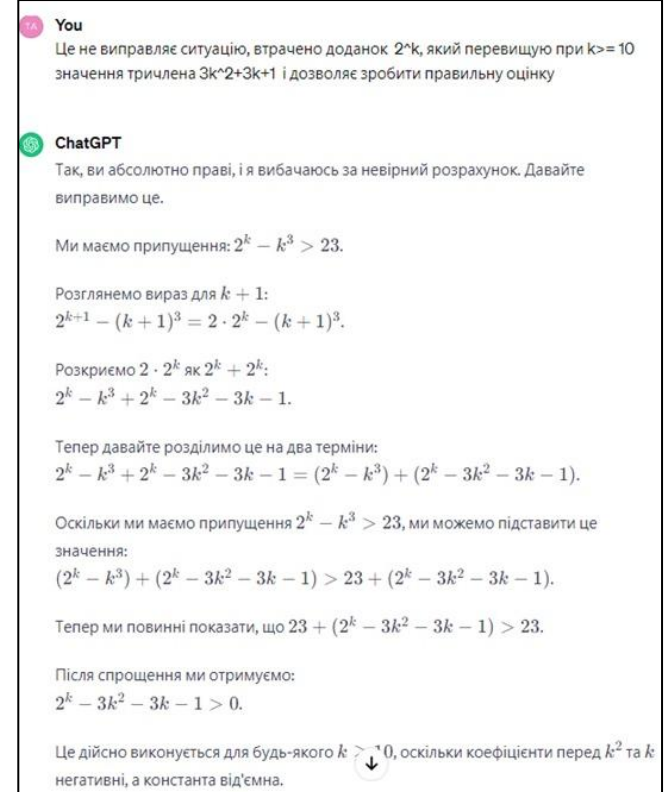 TA You
Це не виправляє ситуацію, втрачено доданок 2^k, який перевищую при k>= 10
значення тричлена 3k^2+3k+1 і дозволяє зробити правильну оцінку
ChatGPT
Так, ви абсолютно праві, і я вибачаюсь за невірний розрахунок. Давайте
виправимо це.
Ми маємо припущення: 2^k − k^3 > 23.
Розглянемо вираз для k + 1:
2^{k+1} − (k + 1)^3 = 2 · 2^k − (k + 1)^3.
Розкриємо 2 · 2^k як 2^k + 2^k:
2^k − k^3 + 2^k − 3k^2 − 3k − 1.
Тепер давайте розділимо це на два терміни:
2^k − k^3 + 2^k − 3k^2 − 3k − 1 = (2^k − k^3) + (2^k − 3k^2 − 3k − 1).
Оскільки ми маємо припущення 2^k − k^3 > 23, ми можемо підставити це
значення:
(2^k − k^3) + (2^k − 3k^2 − 3k − 1) > 23 + (2^k − 3k^2 − 3k − 1).
Тепер ми повинні показати, що 23 + (2^k − 3k^2 − 3k − 1) > 23.
Після спрощення ми отримуємо:
2^k − 3k^2 − 3k − 1 > 0.
Це дійсно виконується для будь-якого k 0, оскільки коефіцієнти перед k^2 та k
негативні, а константа від'ємна.